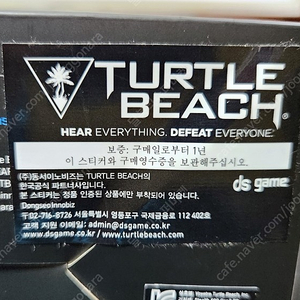 TURTLE
BEACH®
HEAR EVERYTHING. DEFEAT EVERYONE.
보증: 구매일로부터 1년
이 스티커와 구매영수증을 보관해주십시오.
(주)동서이노비즈는 TURTLE BEACH의
한국공식 파트너사입니다.
본 스티커는 정품 인증된 상품에만 부착되어 있습니다.
DongseoInnobiz
ds game
02-716-8726 서울특별시 영등포구 국제금융로 112 402호
고객 지원 이메일: admin@dsgame.co.kr
www.dsgame.co.kr / www.turtlebeach.com